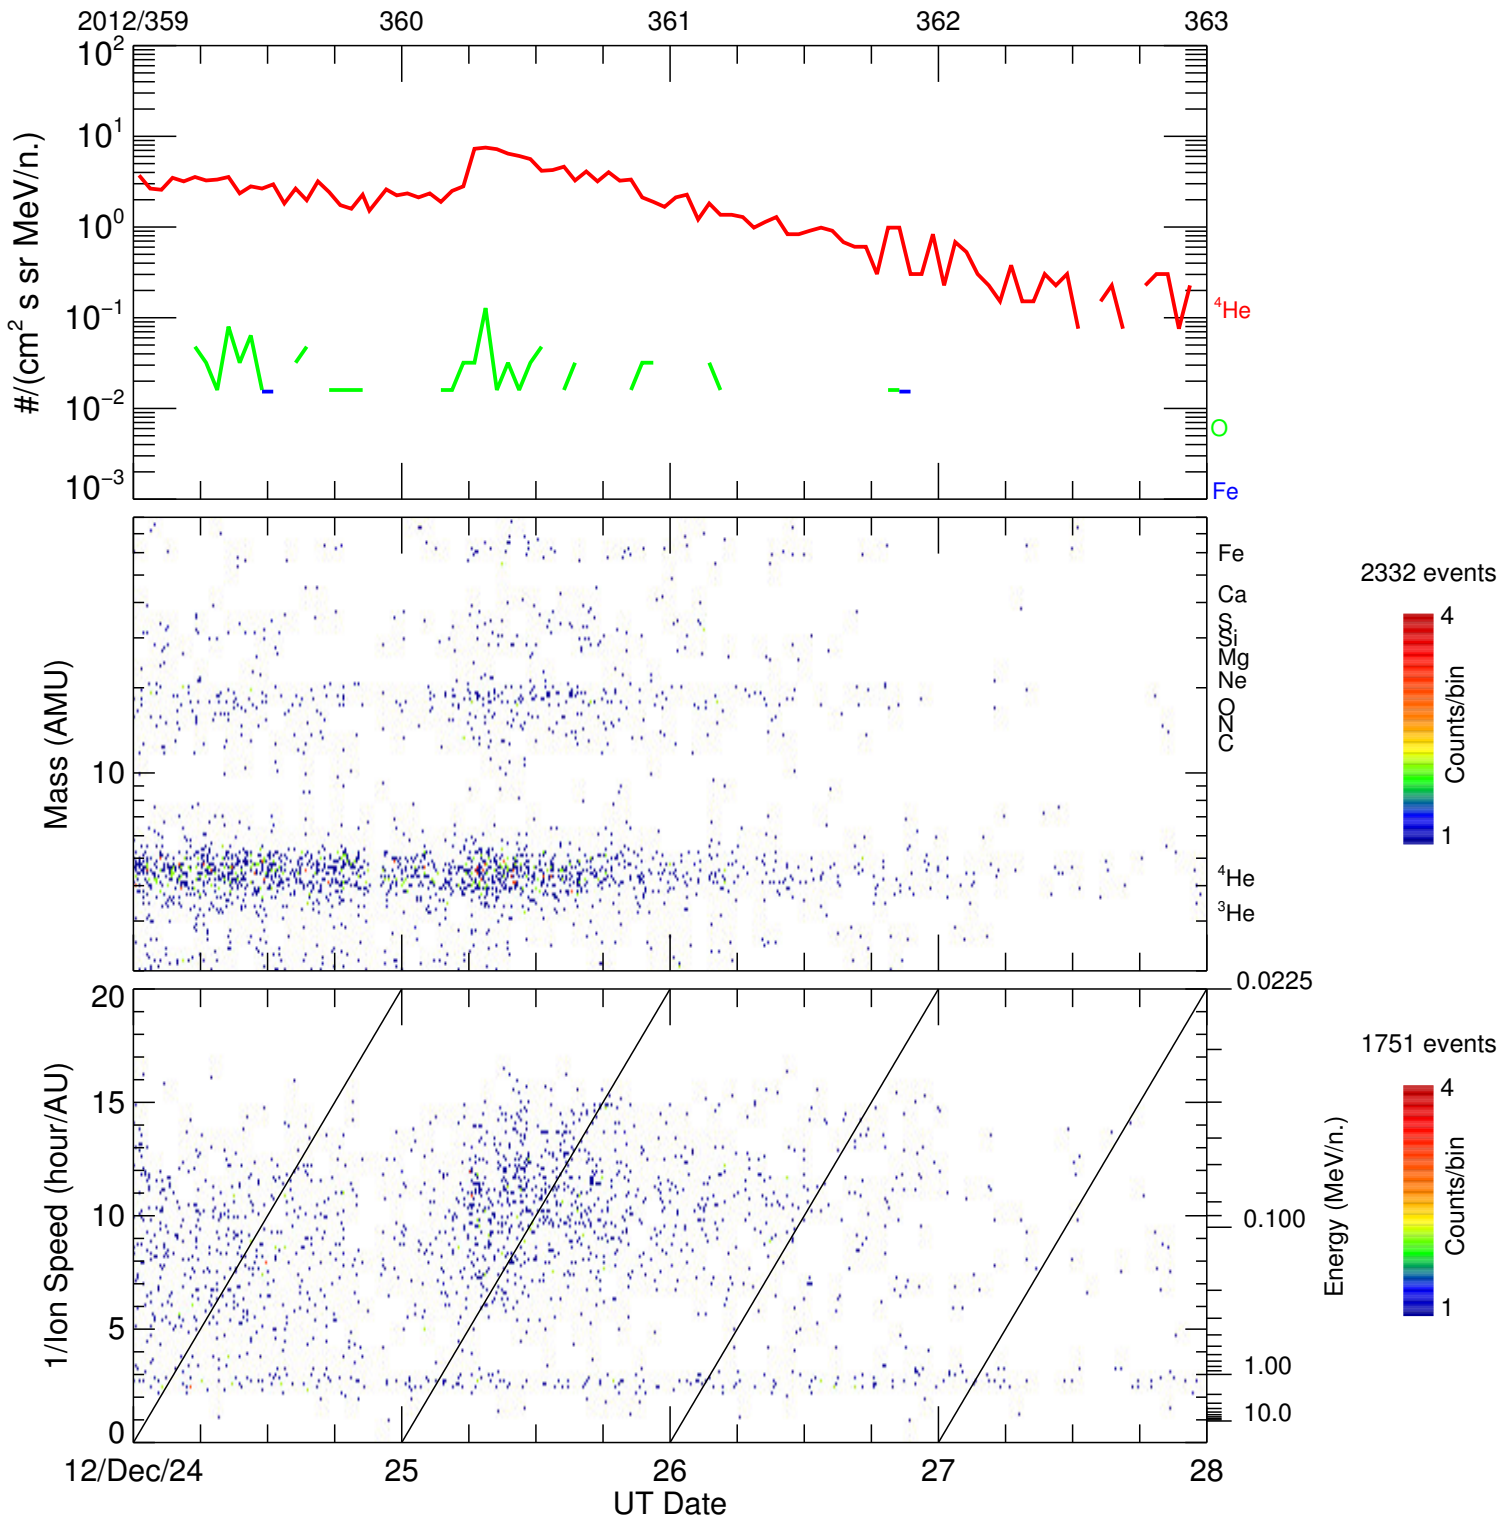 2012/359 360 361 362 363
10²
10¹
10⁰
10⁻¹
10⁻²
10⁻³
#/(cm² s sr MeV/n.)
⁴He
O
Fe
Mass (AMU)
10
Fe
Ca
S
Si
Mg
Ne
O
N
C
⁴He
³He
2332 events
4
Counts/bin
1
1/Ion Speed (hour/AU)
20
15
10
5
0
0.0225
0.100
1.00
10.0
Energy (MeV/n.)
1751 events
4
Counts/bin
1
12/Dec/24 25 26 27 28
UT Date